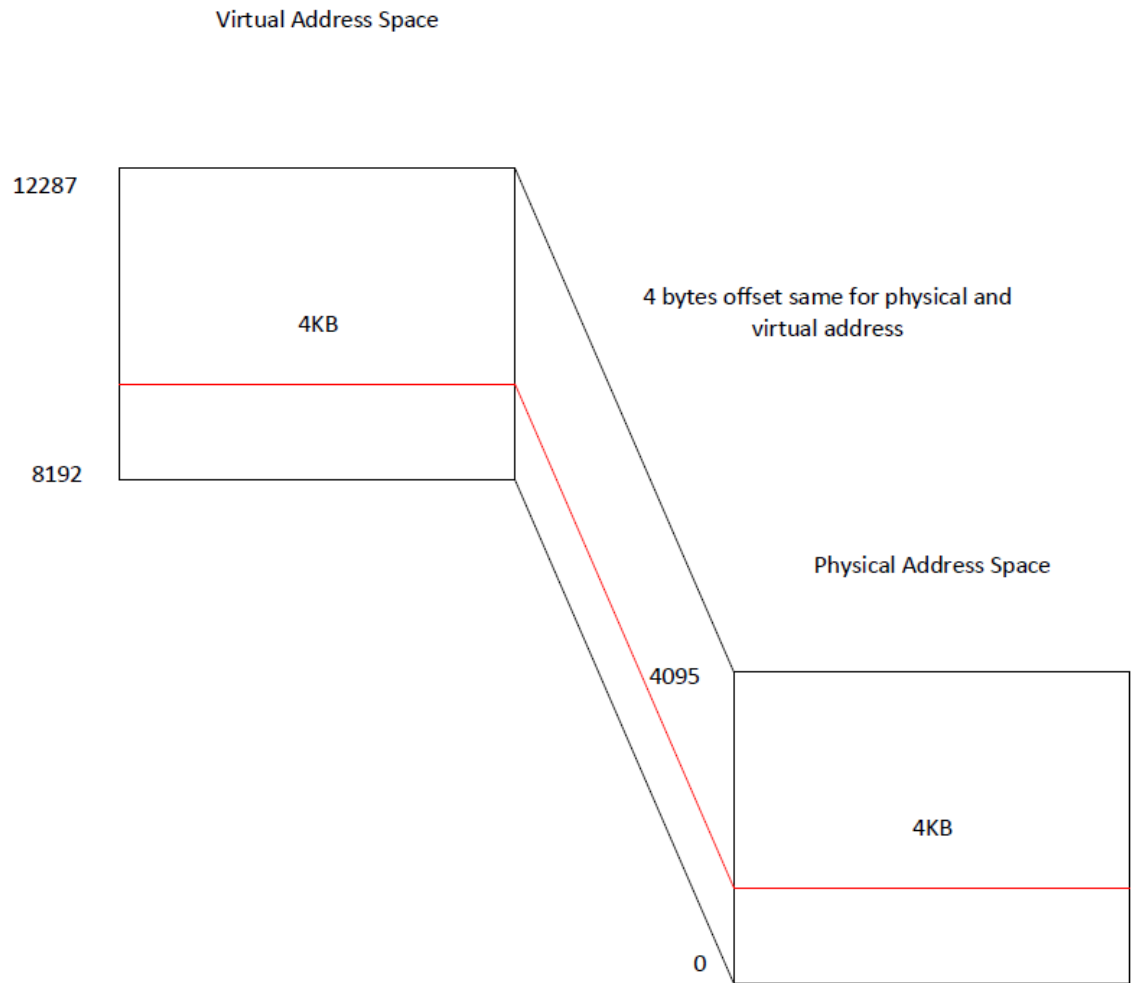 Virtual Address Space
12287
4 bytes offset same for physical and
virtual address
4KB
8192
Physical Address Space
4095
4KB
0